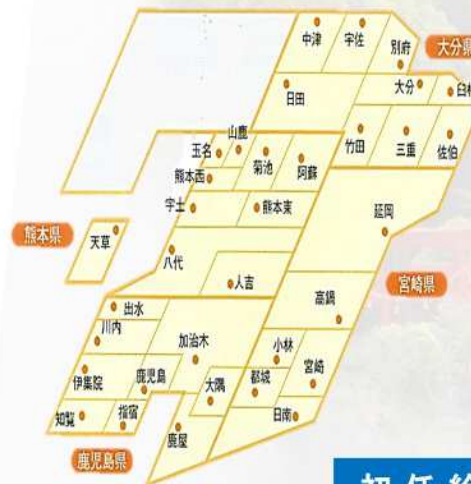 中津
宇佐
別府
大分県
日田
大分
臼杵
山鹿
玉名
菊池
阿蘇
竹田
三重
佐伯
熊本西
宇土
熊本東
延岡
熊本県
天草
八代
人吉
宮崎県
高鍋
出水
川内
加治木
小林
宮崎
伊集院
鹿児島
大隅
都城
知覧
指宿
鹿屋
日南
鹿児島県